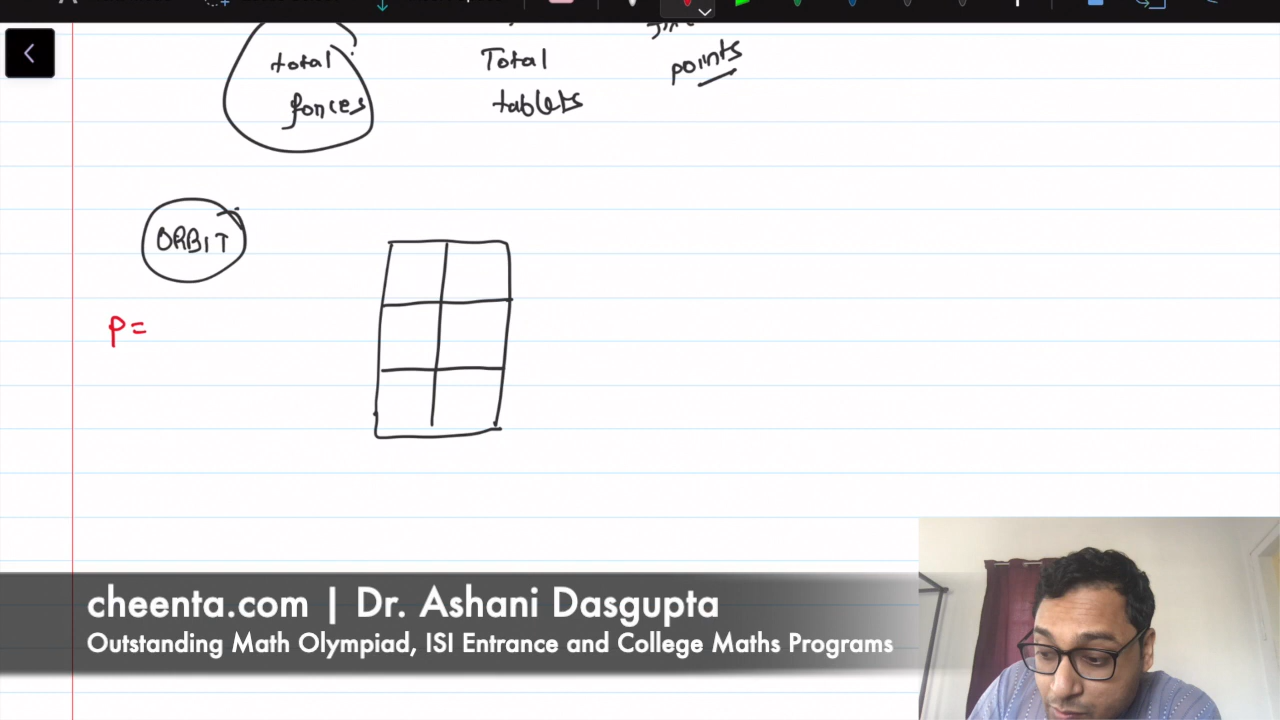 total
forces
Total
tablets
points
ORBIT
P=
cheenta.com | Dr. Ashani Dasgupta
Outstanding Math Olympiad, ISI Entrance and College Maths Programs